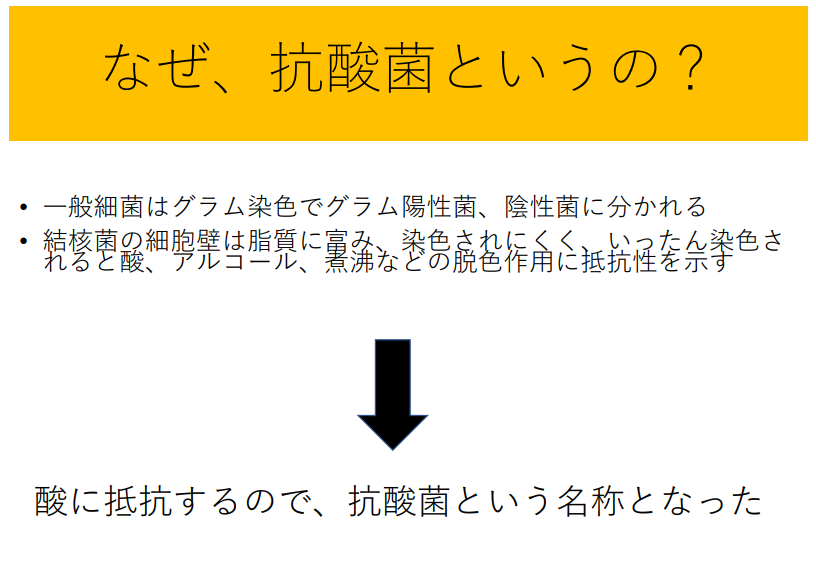 なぜ、抗酸菌というの？
• 一般細菌はグラム染色でグラム陽性菌、陰性菌に分かれる
• 結核菌の細胞壁は脂質に富み、染色されにくく、いったん染色さ
れると酸、アルコール、煮沸などの脱色作用に抵抗性を示す
酸に抵抗するので、抗酸菌という名称となった